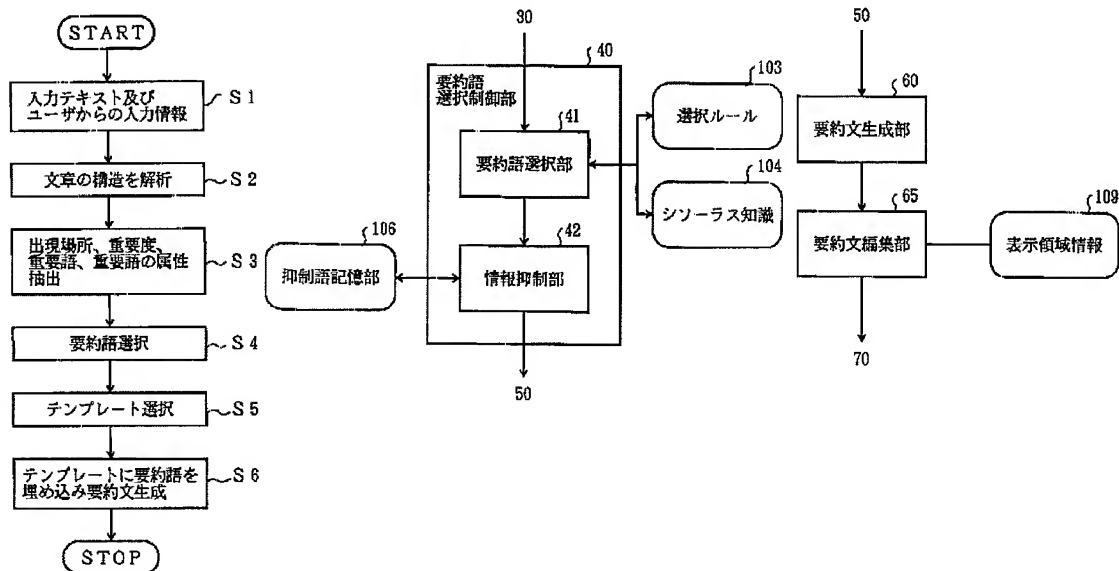 START
入力テキスト及び
ユーザからの入力情報
S1
文章の構造を解析
S2
出現場所、重要度、
重要語、重要語の属性
抽出
S3
要約語選択
S4
テンプレート選択
S5
テンプレートに要約語を
埋め込み要約文生成
S6
STOP
30
40
要約語
選択制御部
41
要約語選択部
103
選択ルール
104
シソーラス知識
42
情報抑制部
106
抑制語記憶部
50
50
60
要約文生成部
65
要約文編集部
109
表示領域情報
70